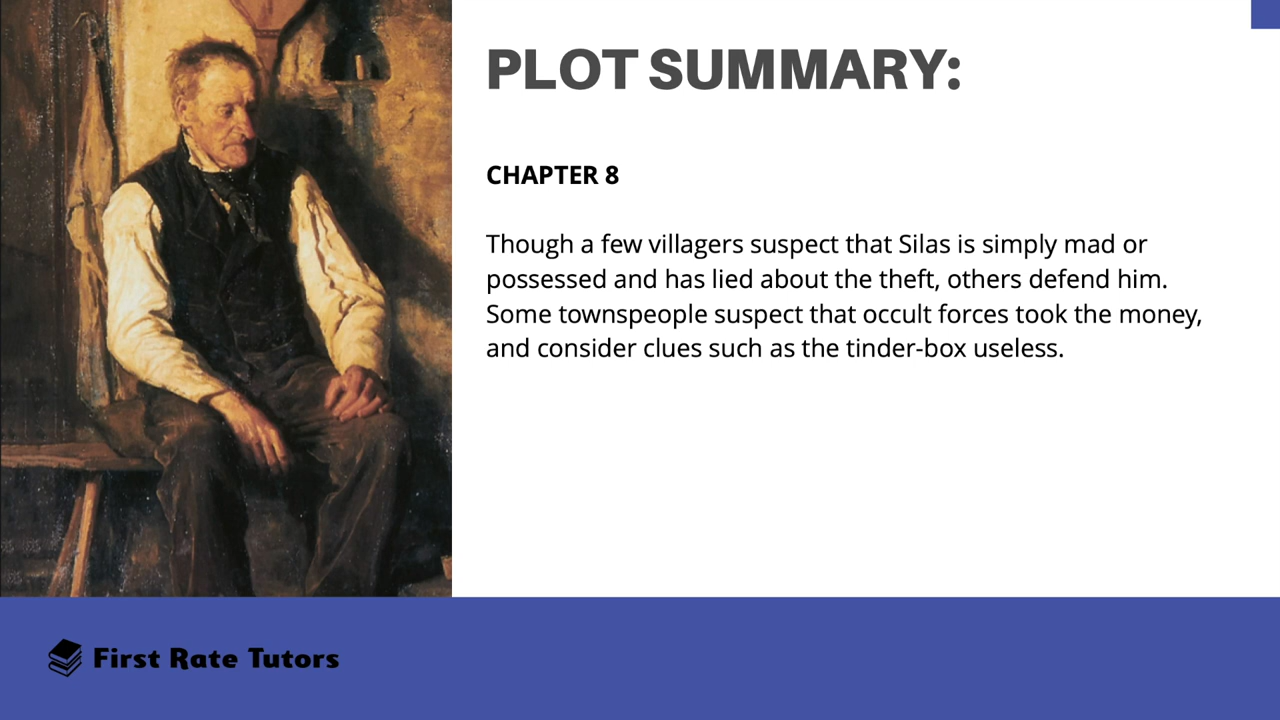 PLOT SUMMARY:
CHAPTER 8
Though a few villagers suspect that Silas is simply mad or
possessed and has lied about the theft, others defend him.
Some townspeople suspect that occult forces took the money,
and consider clues such as the tinder-box useless.
First Rate Tutors